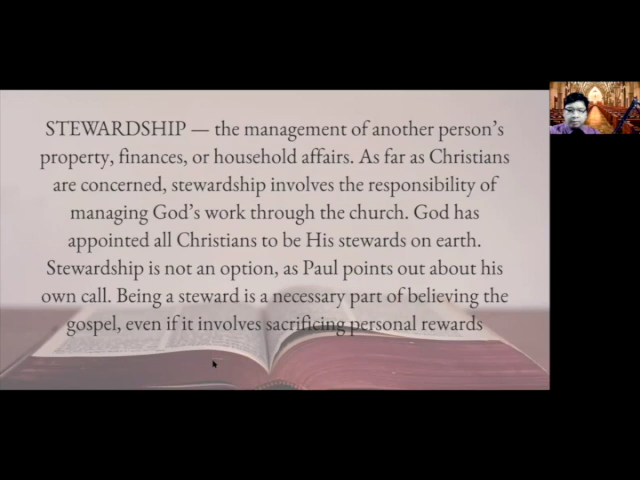 STEWARDSHIP — the management of another person's
property, finances, or household affairs. As far as Christians
are concerned, stewardship involves the responsibility of
managing God's work through the church. God has
appointed all Christians to be His stewards on earth.
Stewardship is not an option, as Paul points out about his
own call. Being a steward is a necessary part of believing the
gospel, even if it involves sacrificing personal rewards